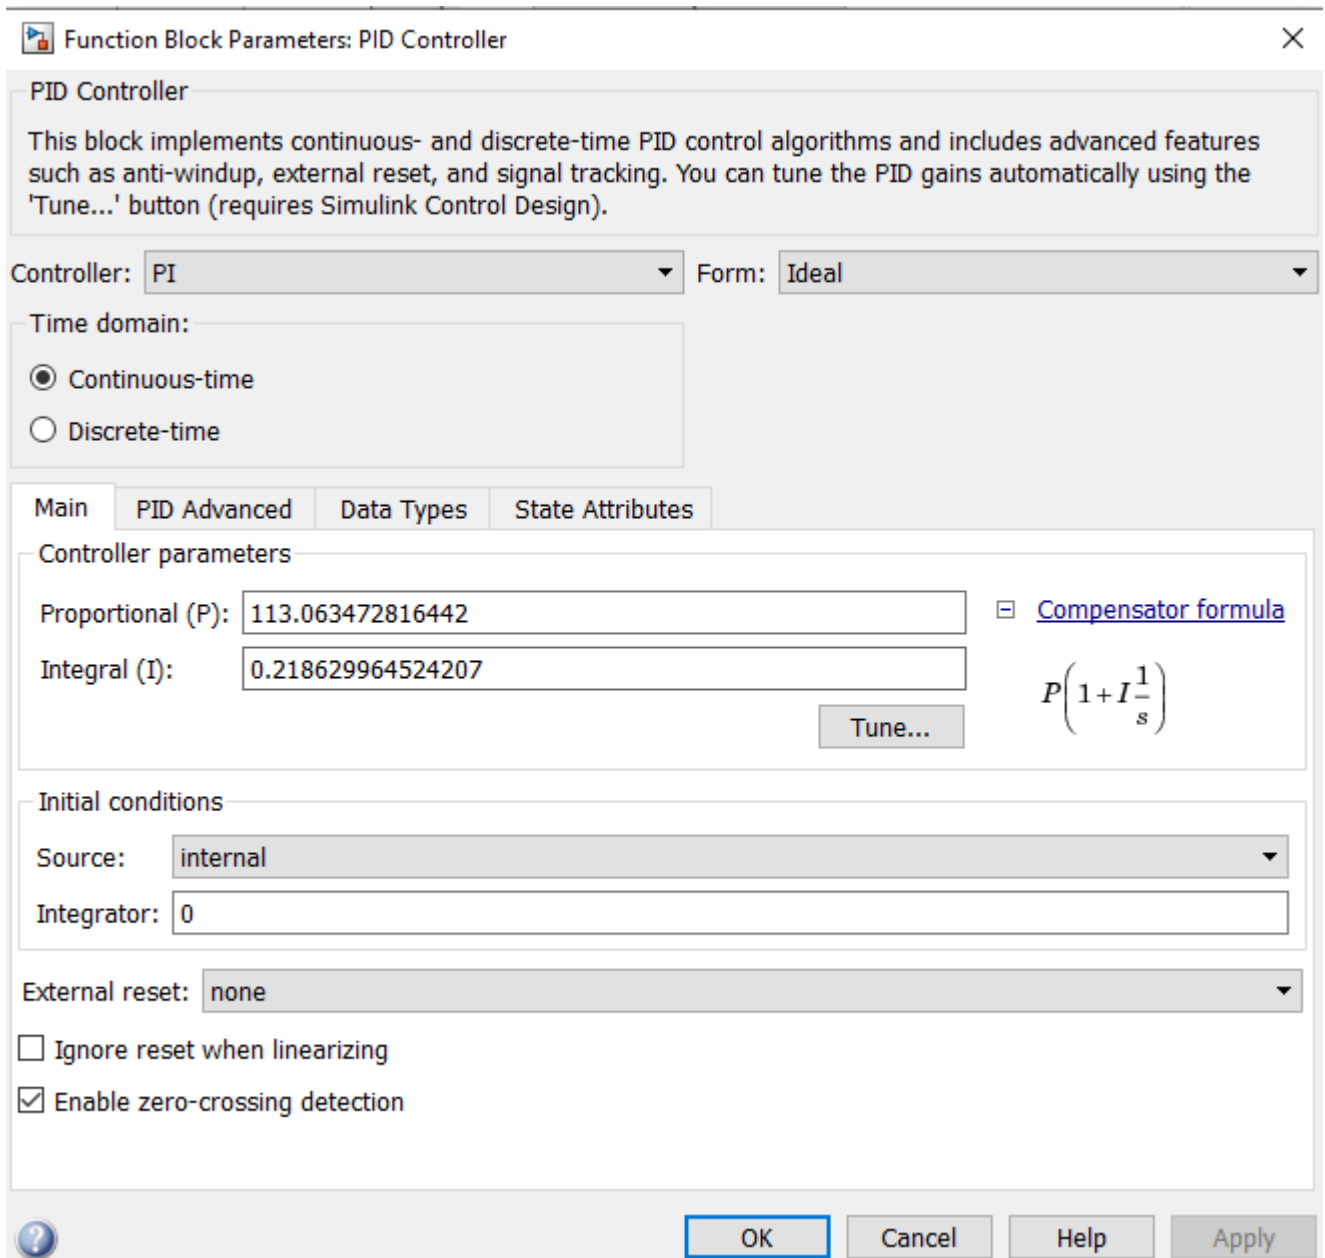 Function Block Parameters: PID Controller
PID Controller
This block implements continuous- and discrete-time PID control algorithms and includes advanced features
such as anti-windup, external reset, and signal tracking. You can tune the PID gains automatically using the
'Tune...' button (requires Simulink Control Design).
Controller: PI Form: Ideal
Time domain:
Continuous-time
Discrete-time
Main PID Advanced Data Types State Attributes
Controller parameters
Proportional (P): 113.063472816442 Compensator formula
Integral (I): 0.218629964524207
P(1+I1/s)
Tune...
Initial conditions
Source: internal
Integrator: 0
External reset: none
Ignore reset when linearizing
Enable zero-crossing detection
? OK Cancel Help Apply